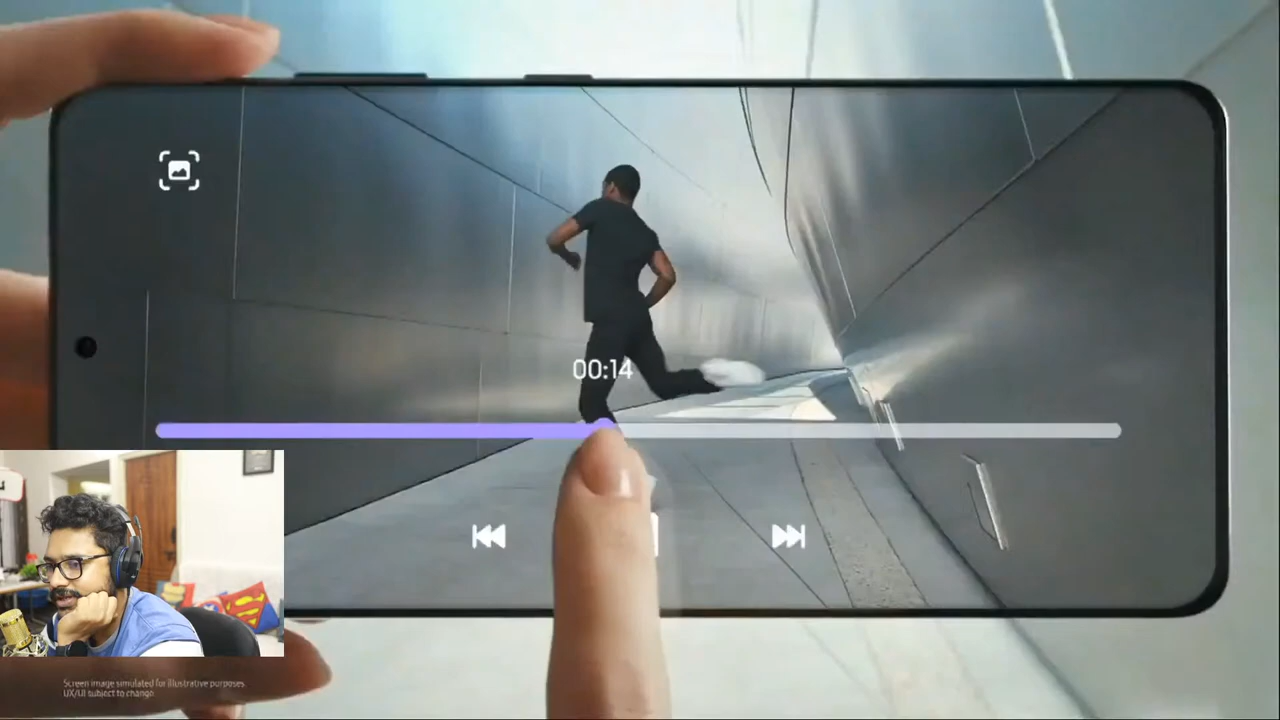 00:14
Screen image simulated for illustrative purposes.
UX/UI subject to change.